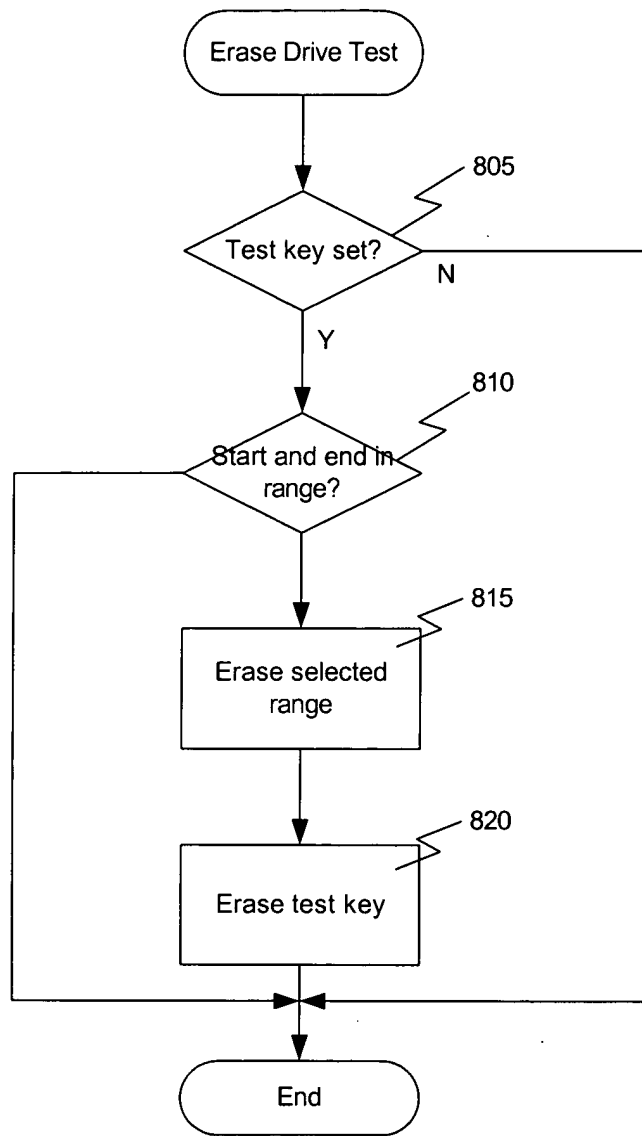 Erase Drive Test
805
Test key set?
N
Y
810
Start and end in
range?
815
Erase selected
range
820
Erase test key
End